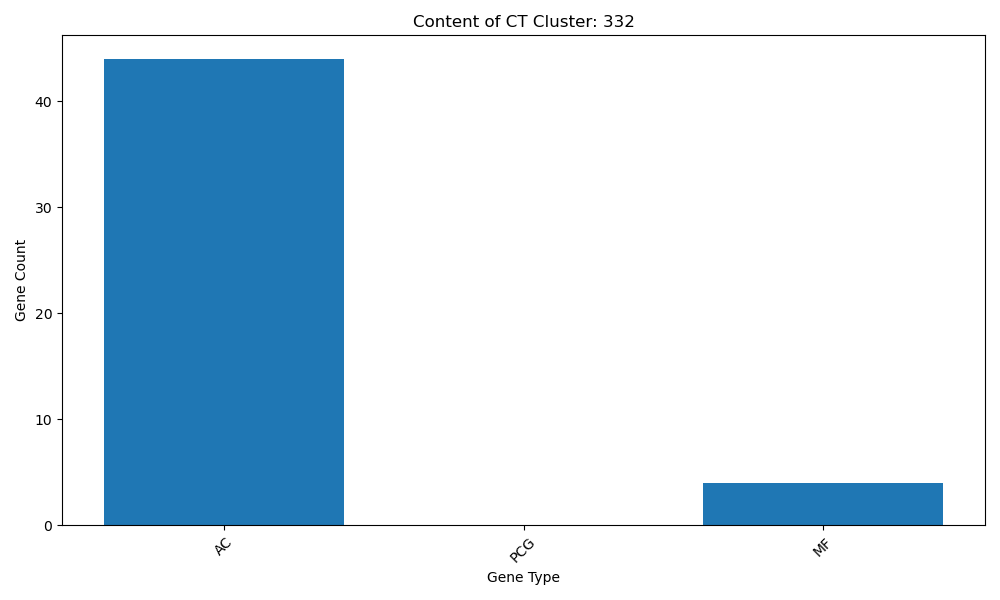 Content of CT Cluster: 332
Gene Count
40
30
20
10
0
AC
PCG
MF
Gene Type